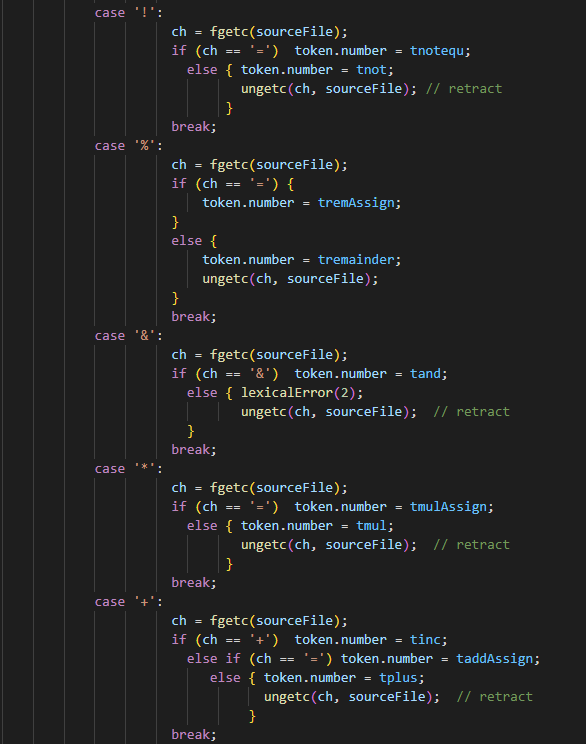 case '!':
ch = fgetc(sourceFile);
if (ch == '=')  token.number = tnotequ;
else { token.number = tnot;
ungetc(ch, sourceFile); // retract
}
break;
case '%':
ch = fgetc(sourceFile);
if (ch == '=') {
token.number = tremAssign;
}
else {
token.number = tremainder;
ungetc(ch, sourceFile);
}
break;
case '&':
ch = fgetc(sourceFile);
if (ch == '&')  token.number = tand;
else { lexicalError(2);
ungetc(ch, sourceFile);  // retract
}
break;
case '*':
ch = fgetc(sourceFile);
if (ch == '=')  token.number = tmulAssign;
else { token.number = tmul;
ungetc(ch, sourceFile);  // retract
}
break;
case '+':
ch = fgetc(sourceFile);
if (ch == '+')  token.number = tinc;
else if (ch == '=') token.number = taddAssign;
else { token.number = tplus;
ungetc(ch, sourceFile);  // retract
}
break;